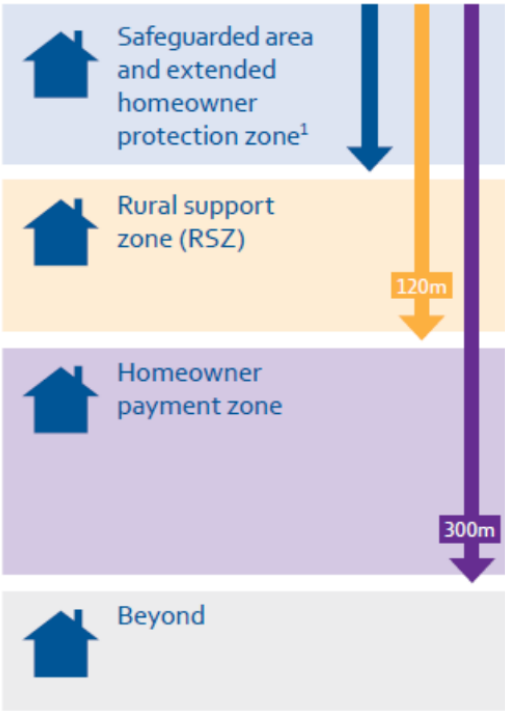 Safeguarded area
and extended
homeowner
protection zone¹
Rural support
zone (RSZ)
120m
Homeowner
payment zone
300m
Beyond